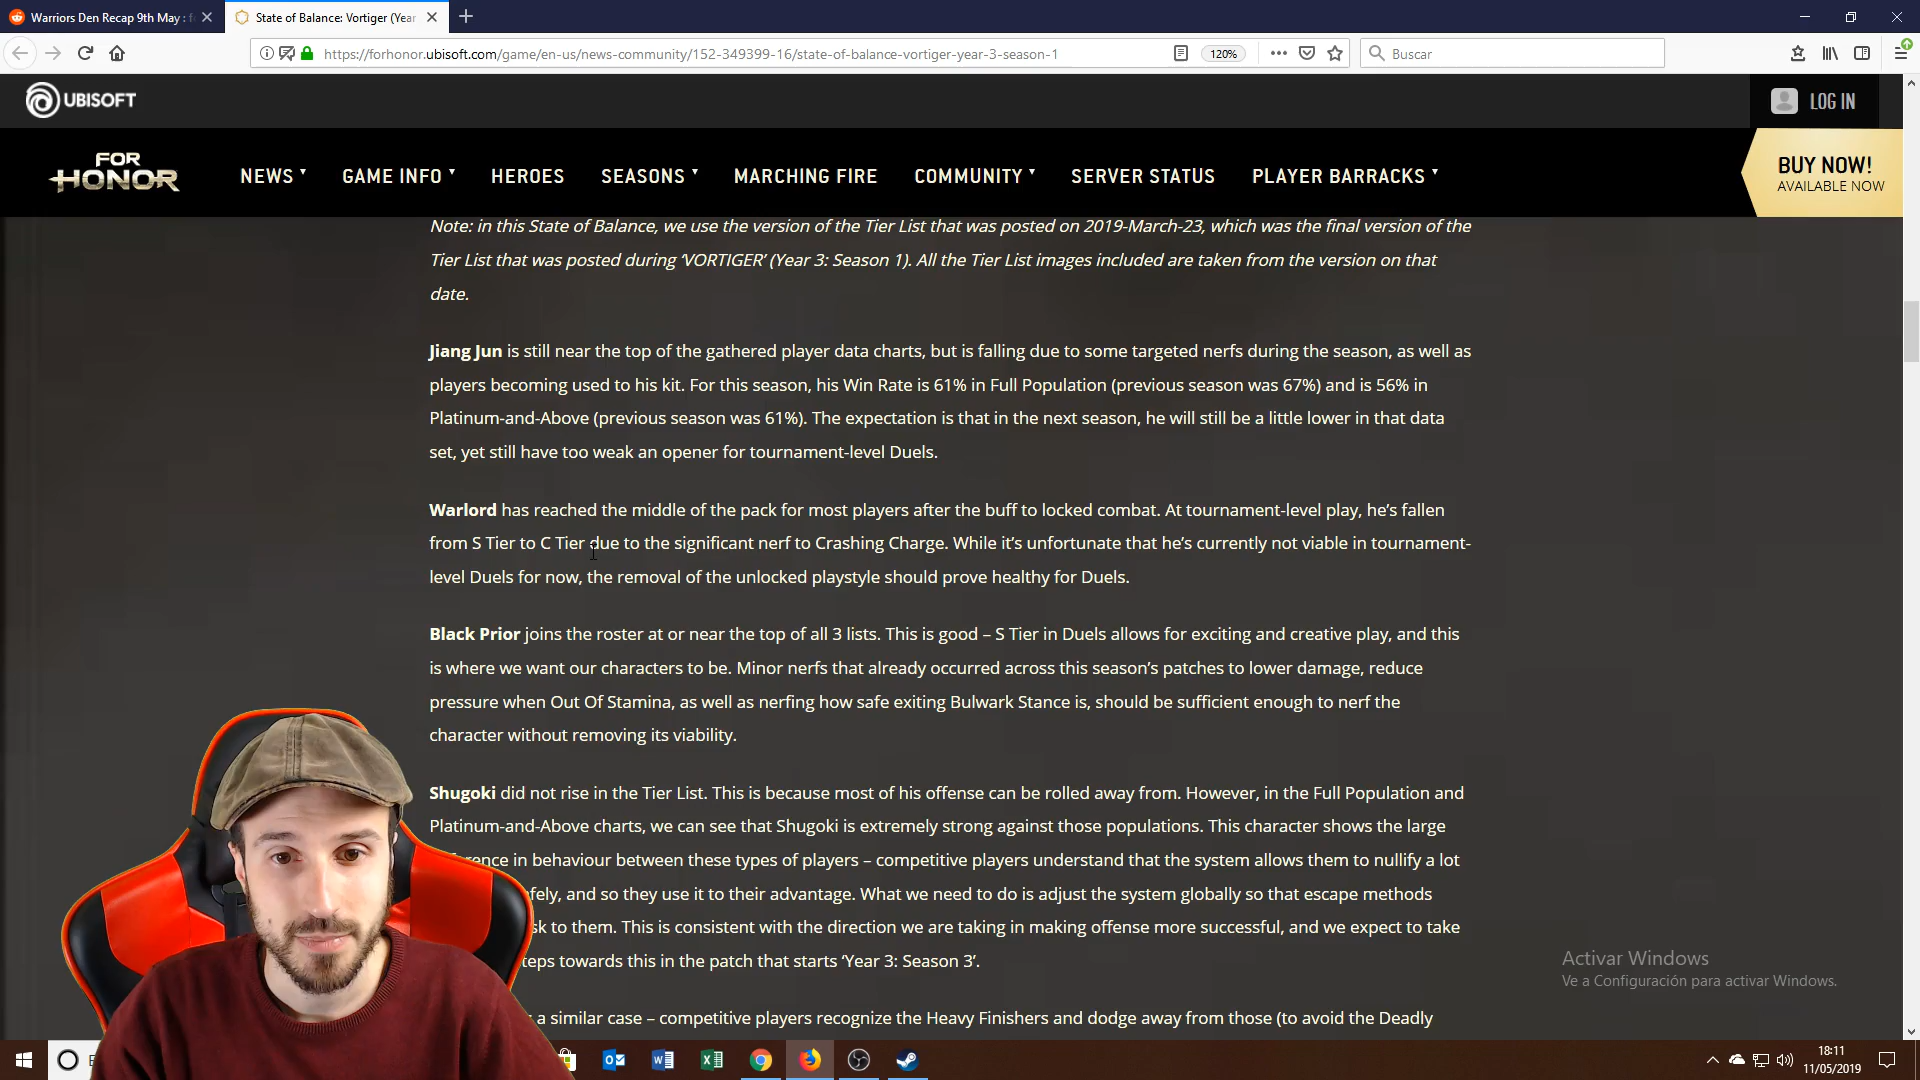 Warriors Den Recap 9th May : f
State of Balance: Vortiger (Year
https://forhonor.ubisoft.com/game/en-us/news-community/152-349399-16/state-of-balance-vortiger-year-3-season-1
120%
Buscar
UBISOFT
LOG IN
FOR HONOR
NEWS
GAME INFO
HEROES
SEASONS
MARCHING FIRE
COMMUNITY
SERVER STATUS
PLAYER BARRACKS
BUY NOW!
AVAILABLE NOW
Note: in this State of Balance, we use the version of the Tier List that was posted on 2019-March-23, which was the final version of the
Tier List that was posted during ‘VORTIGER’ (Year 3: Season 1). All the Tier List images included are taken from the version on that
date.
Jiang Jun is still near the top of the gathered player data charts, but is falling due to some targeted nerfs during the season, as well as
players becoming used to his kit. For this season, his Win Rate is 61% in Full Population (previous season was 67%) and is 56% in
Platinum-and-Above (previous season was 61%). The expectation is that in the next season, he will still be a little lower in that data
set, yet still have too weak an opener for tournament-level Duels.
Warlord has reached the middle of the pack for most players after the buff to locked combat. At tournament-level play, he’s fallen
from S Tier to C Tier due to the significant nerf to Crashing Charge. While it’s unfortunate that he’s currently not viable in tournament-
level Duels for now, the removal of the unlocked playstyle should prove healthy for Duels.
Black Prior joins the roster at or near the top of all 3 lists. This is good – S Tier in Duels allows for exciting and creative play, and this
is where we want our characters to be. Minor nerfs that already occurred across this season’s patches to lower damage, reduce
pressure when Out Of Stamina, as well as nerfing how safe exiting Bulwark Stance is, should be sufficient enough to nerf the
character without removing its viability.
Shugoki did not rise in the Tier List. This is because most of his offense can be rolled away from. However, in the Full Population and
Platinum-and-Above charts, we can see that Shugoki is extremely strong against those populations. This character shows the large
in behaviour between these types of players – competitive players understand that the system allows them to nullify a lot
and so they use it to their advantage. What we need to do is adjust the system globally so that escape methods
to them. This is consistent with the direction we are taking in making offense more successful, and we expect to take
towards this in the patch that starts ‘Year 3: Season 3’.
a similar case – competitive players recognize the Heavy Finishers and dodge away from those (to avoid the Deadly
Activar Windows
Ve a Configuración para activar Windows.
18:11
11/05/2019